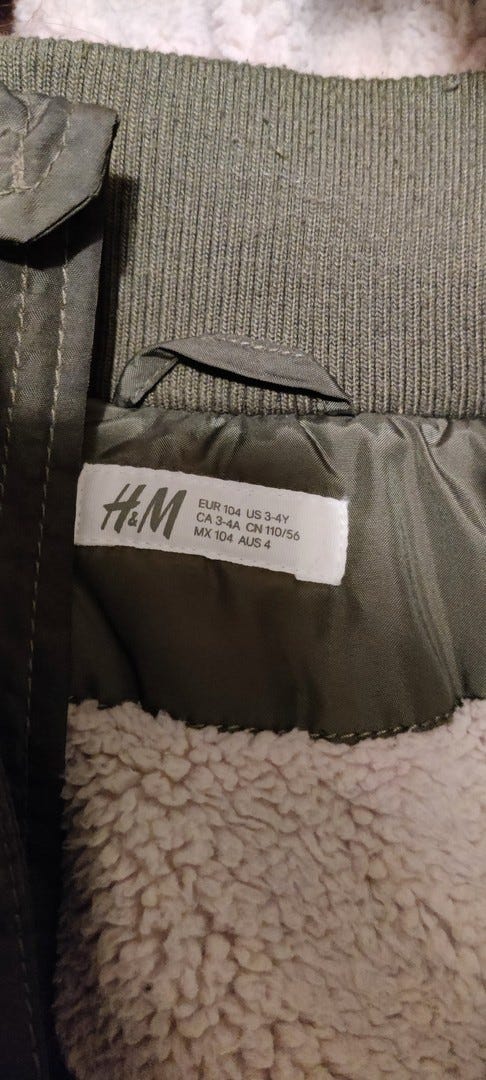 H&M
EUR 104 US 3-4Y
CA 3-4A CN 110/56
MX 104 AUS 4